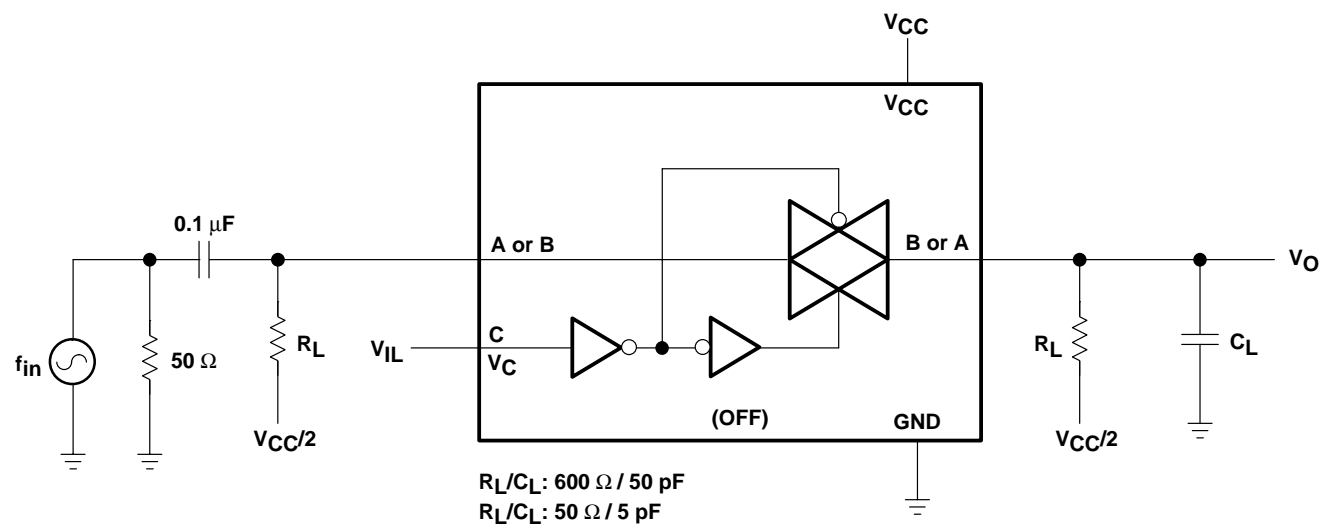 VCC
VCC
0.1 μF
A or B
B or A
VO
fin
50 Ω
RL
VIL
C
VC
RL
CL
(OFF)
GND
VCC/2
VCC/2
RL/CL: 600 Ω / 50 pF
RL/CL: 50 Ω / 5 pF